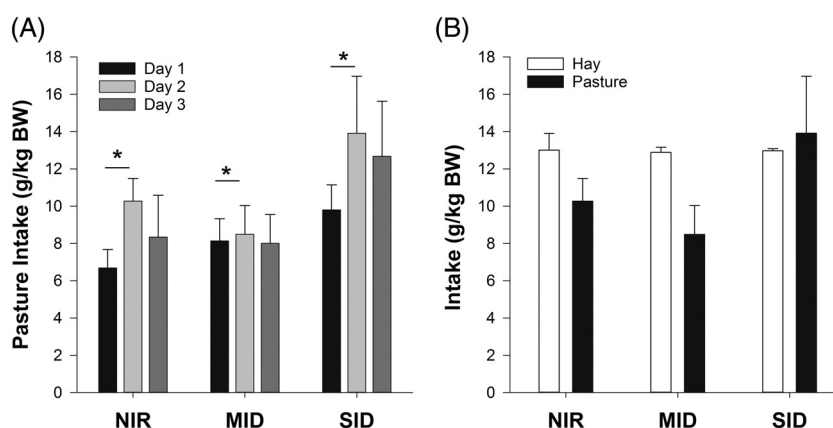 (A)
Pasture Intake (g/kg BW)
18
16
14
12
10
8
6
4
2
0
Day 1
Day 2
Day 3
*
*
*
NIR MID SID
(B)
Intake (g/kg BW)
18
16
14
12
10
8
6
4
2
0
Hay
Pasture
NIR MID SID